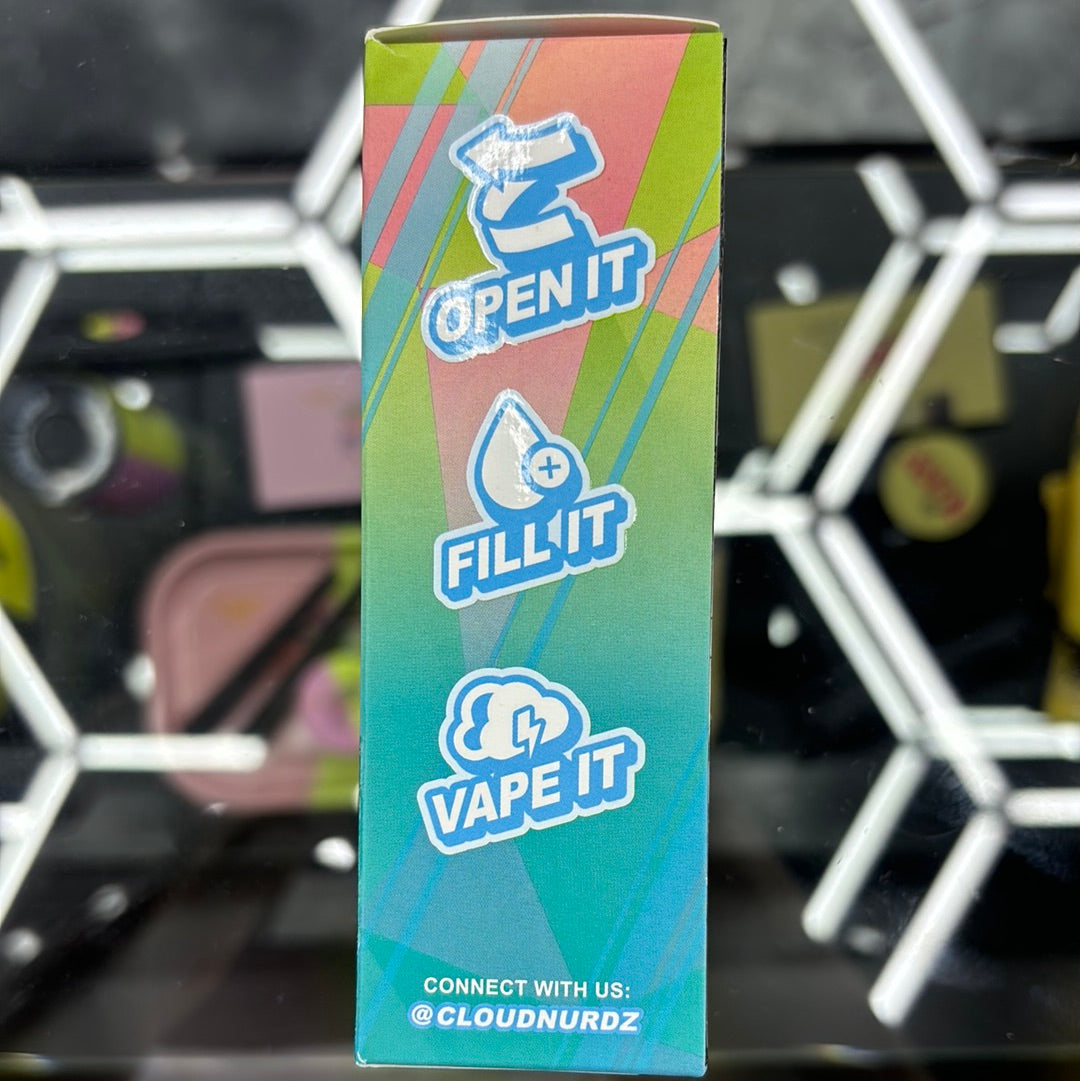 OPEN IT
FILL IT
VAPE IT
CONNECT WITH US:
@CLOUDNURDZ